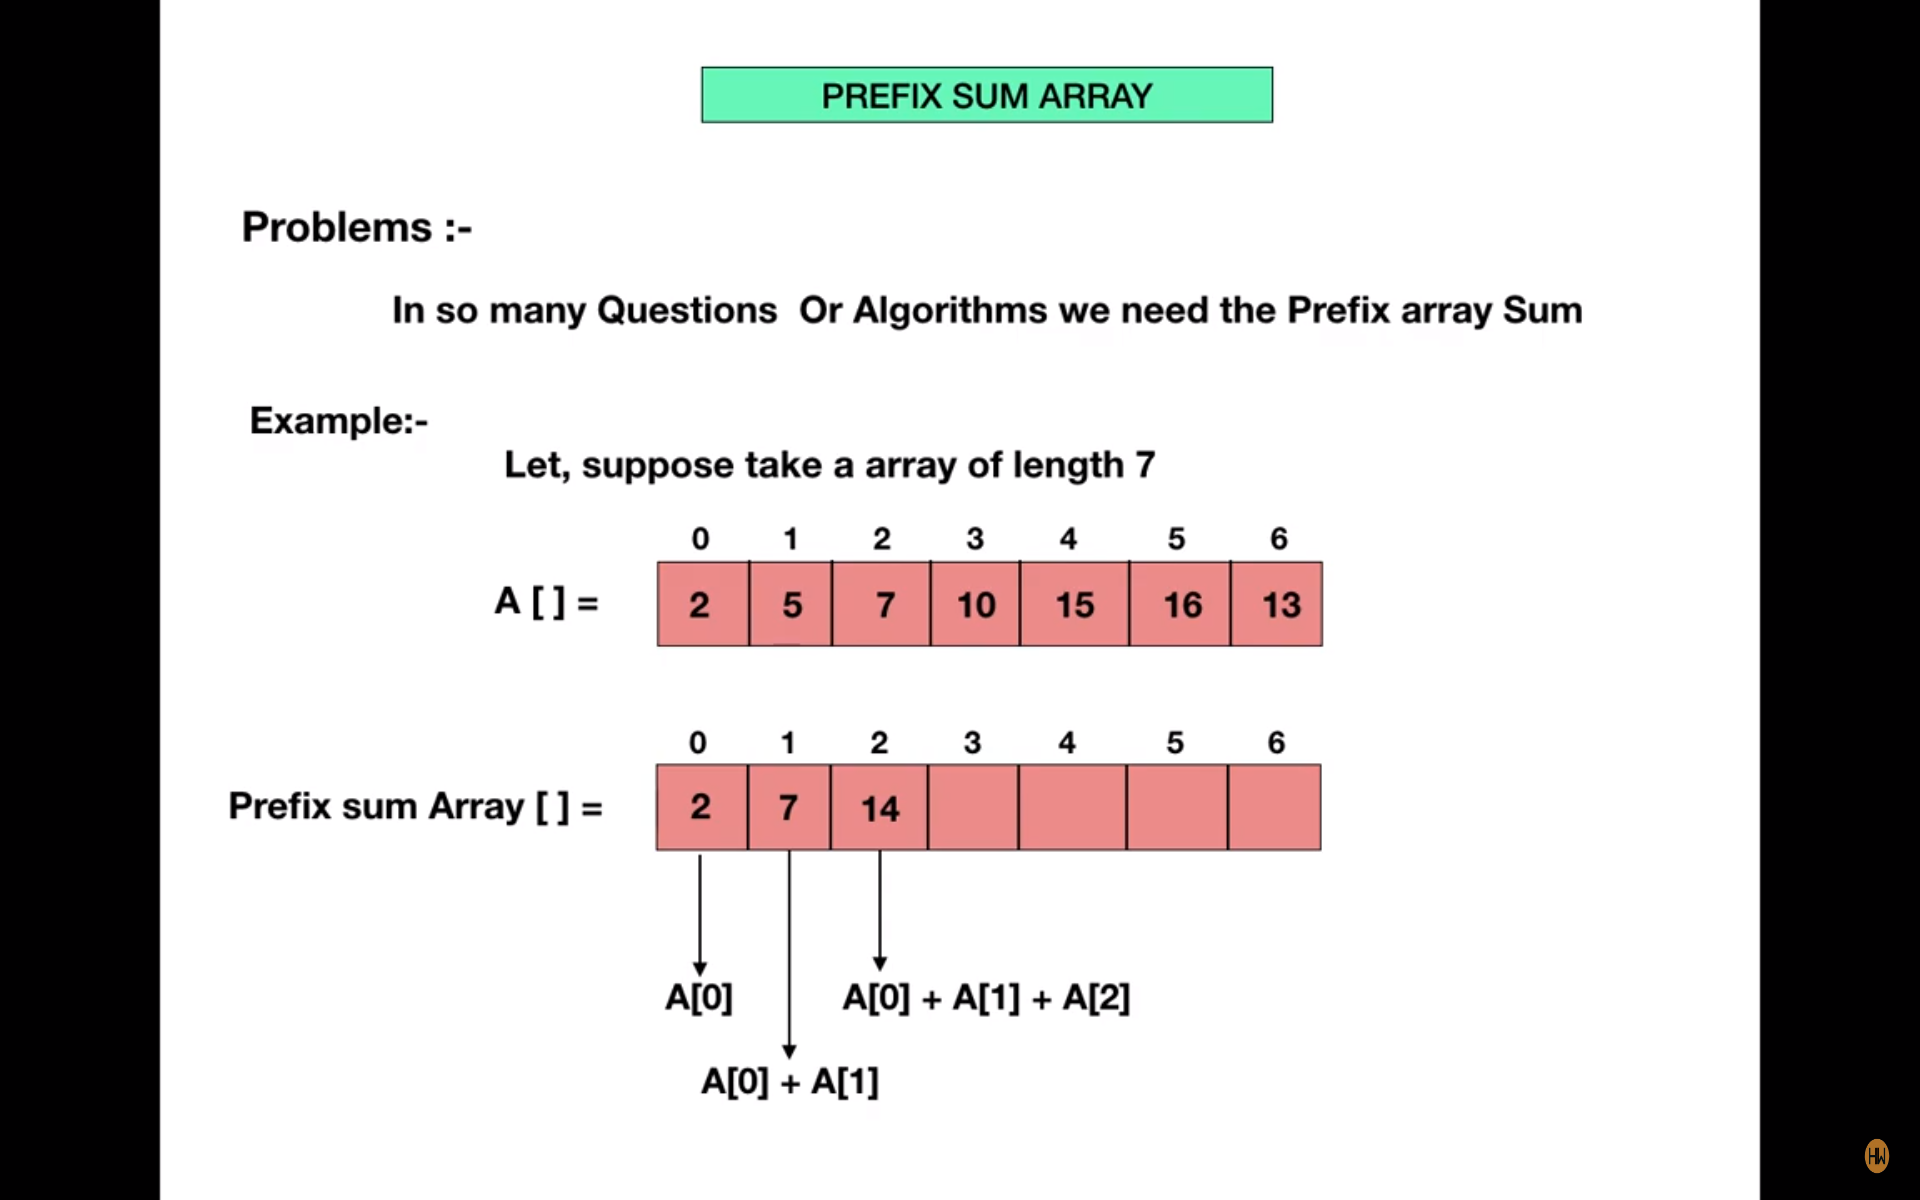 PREFIX SUM ARRAY
Problems :-
In so many Questions  Or Algorithms we need the Prefix array Sum
Example:-
Let, suppose take a array of length 7
0 1 2 3 4 5 6
A [ ] = 2 5 7 10 15 16 13
0 1 2 3 4 5 6
Prefix sum Array [ ] = 2 7 14
A[0] A[0] + A[1] + A[2]
A[0] + A[1]
HW